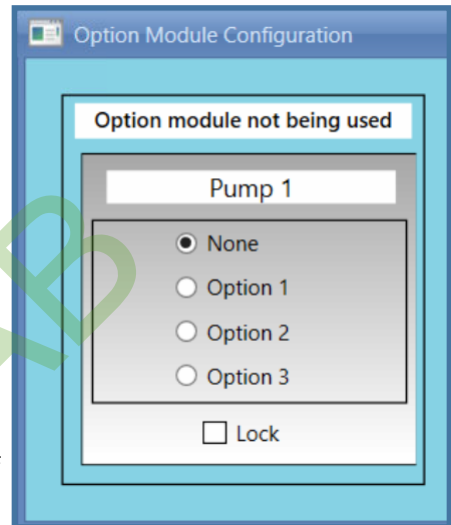 Option Module Configuration
Option module not being used
Pump 1
None
Option 1
Option 2
Option 3
Lock